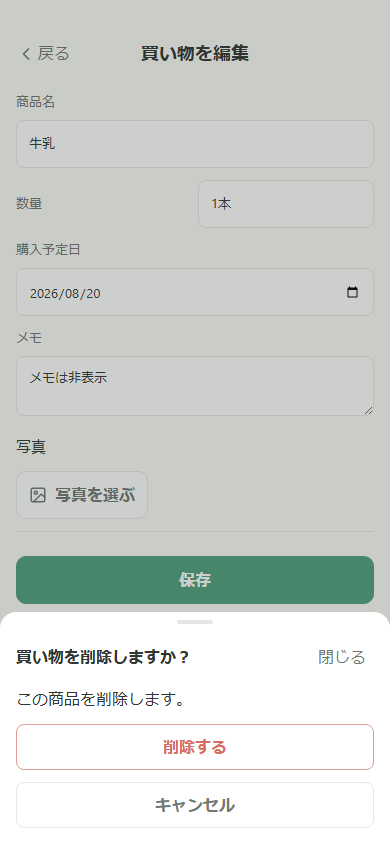 戻る
買い物を編集
商品名
牛乳
数量
1本
購入予定日
2026/08/20
メモ
メモは非表示
写真
写真を選ぶ
保存
買い物を削除しますか？
閉じる
この商品を削除します。
削除する
キャンセル